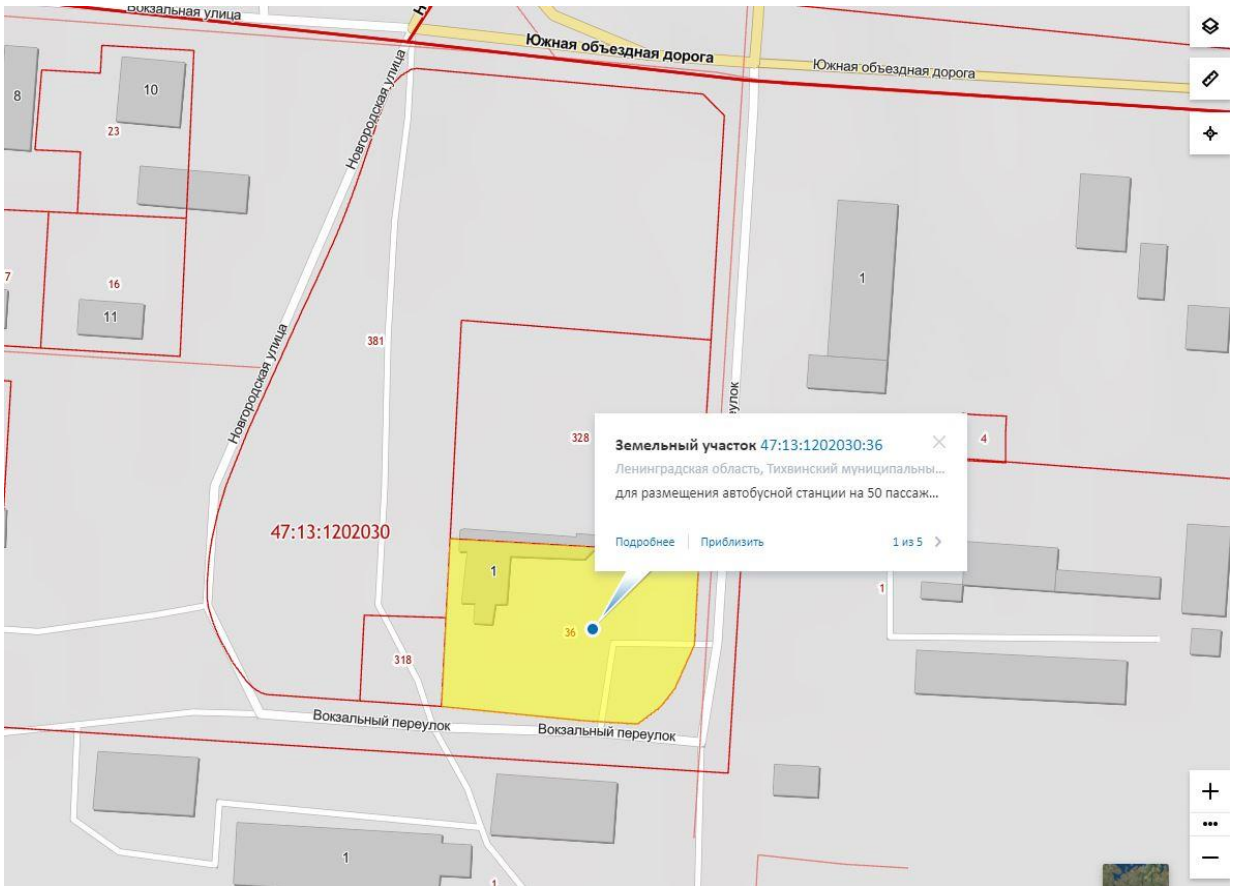 Вокзальная улица
Южная объездная дорога
Южная объездная дорога
8
10
23
Новгородская улица
7
16
11
1
381
Новгородская улица
328
Земельный участок 47:13:1202030:36
Ленинградская область, Тихвинский муниципальны...
для размещения автобусной станции на 50 пассаж...
Подробнее
Приблизить
1 из 5
4
47:13:1202030
1
1
36
318
Вокзальный переулок
Вокзальный переулок
1
1